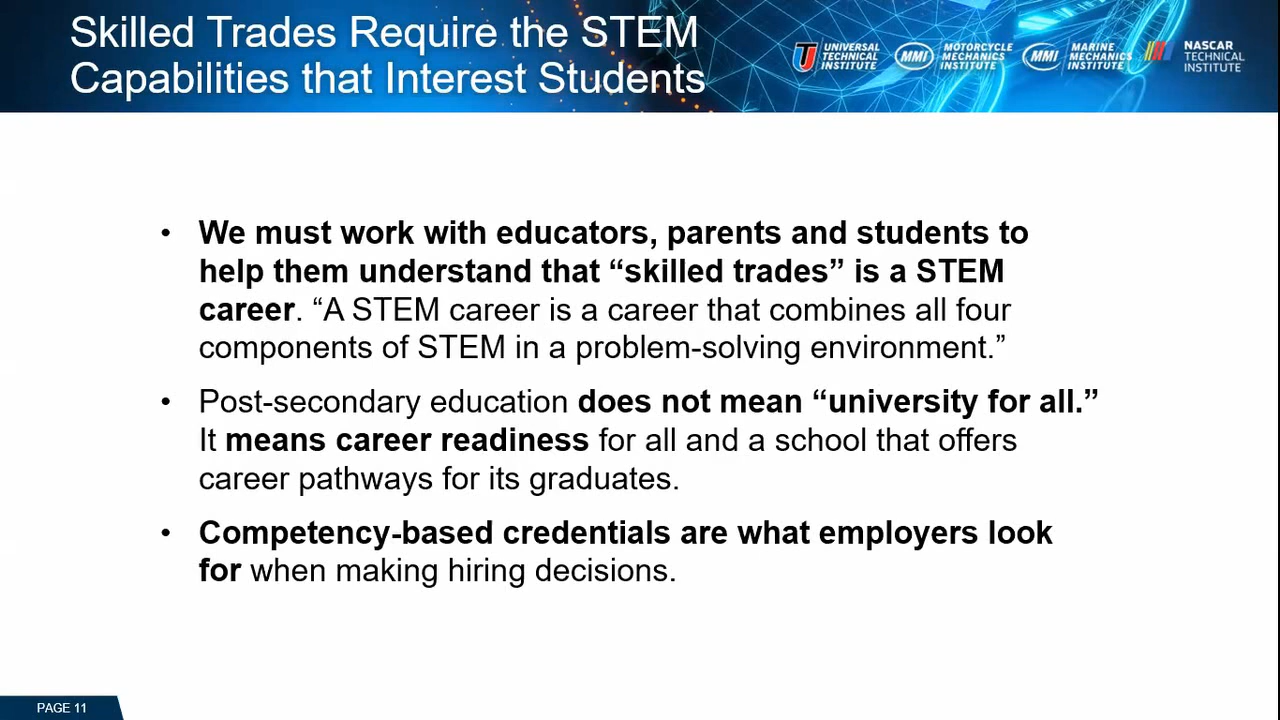 Skilled Trades Require the STEM
Capabilities that Interest Students
UNIVERSAL
TECHNICAL
INSTITUTE
MMI
MOTORCYCLE
MECHANICS
INSTITUTE
MMI
MARINE
MECHANICS
INSTITUTE
NASCAR
TECHNICAL
INSTITUTE
• We must work with educators, parents and students to
help them understand that “skilled trades” is a STEM
career. “A STEM career is a career that combines all four
components of STEM in a problem-solving environment.”
• Post-secondary education does not mean “university for all.”
It means career readiness for all and a school that offers
career pathways for its graduates.
• Competency-based credentials are what employers look
for when making hiring decisions.
PAGE 11